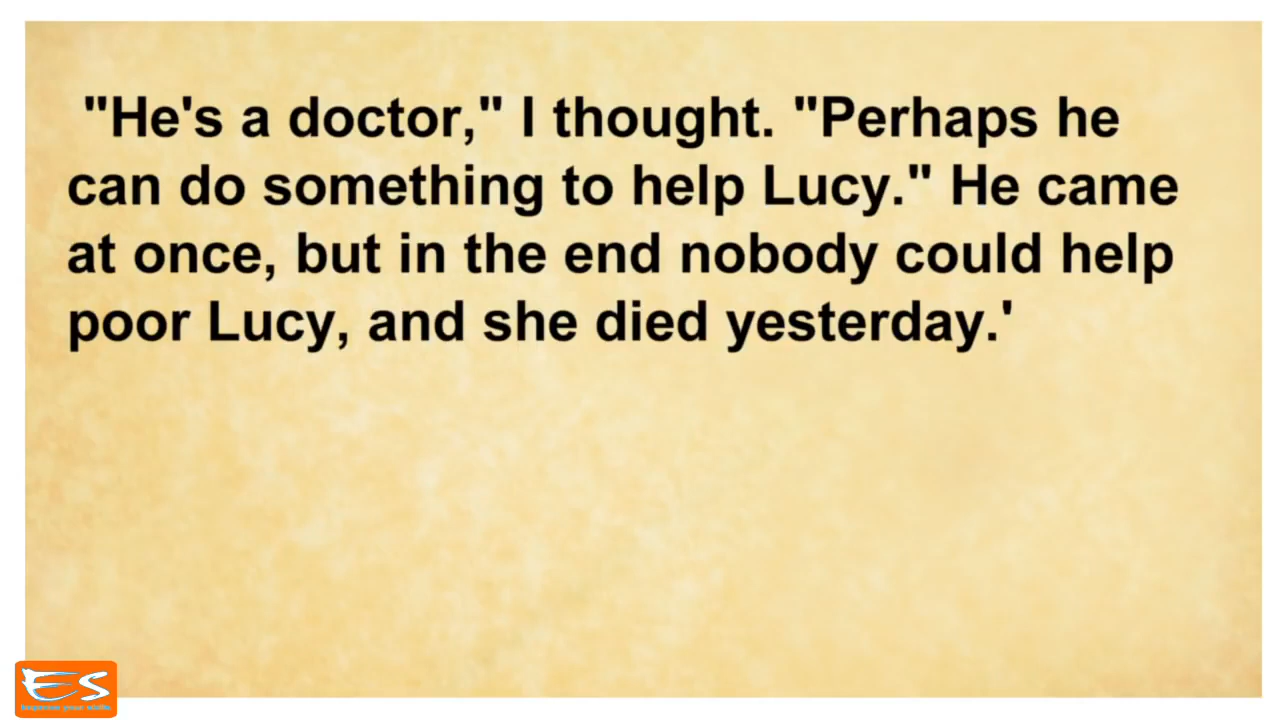 "He's a doctor," I thought. "Perhaps he
can do something to help Lucy." He came
at once, but in the end nobody could help
poor Lucy, and she died yesterday.'
ES